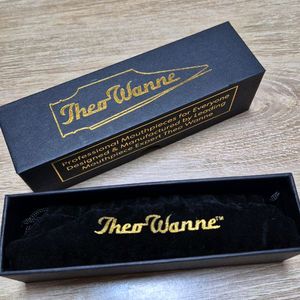 Theo Wanne
Professional Mouthpieces for Everyone
Designed & Manufactured by Leading
Mouthpiece Expert Theo Wanne
Theo Wanne™